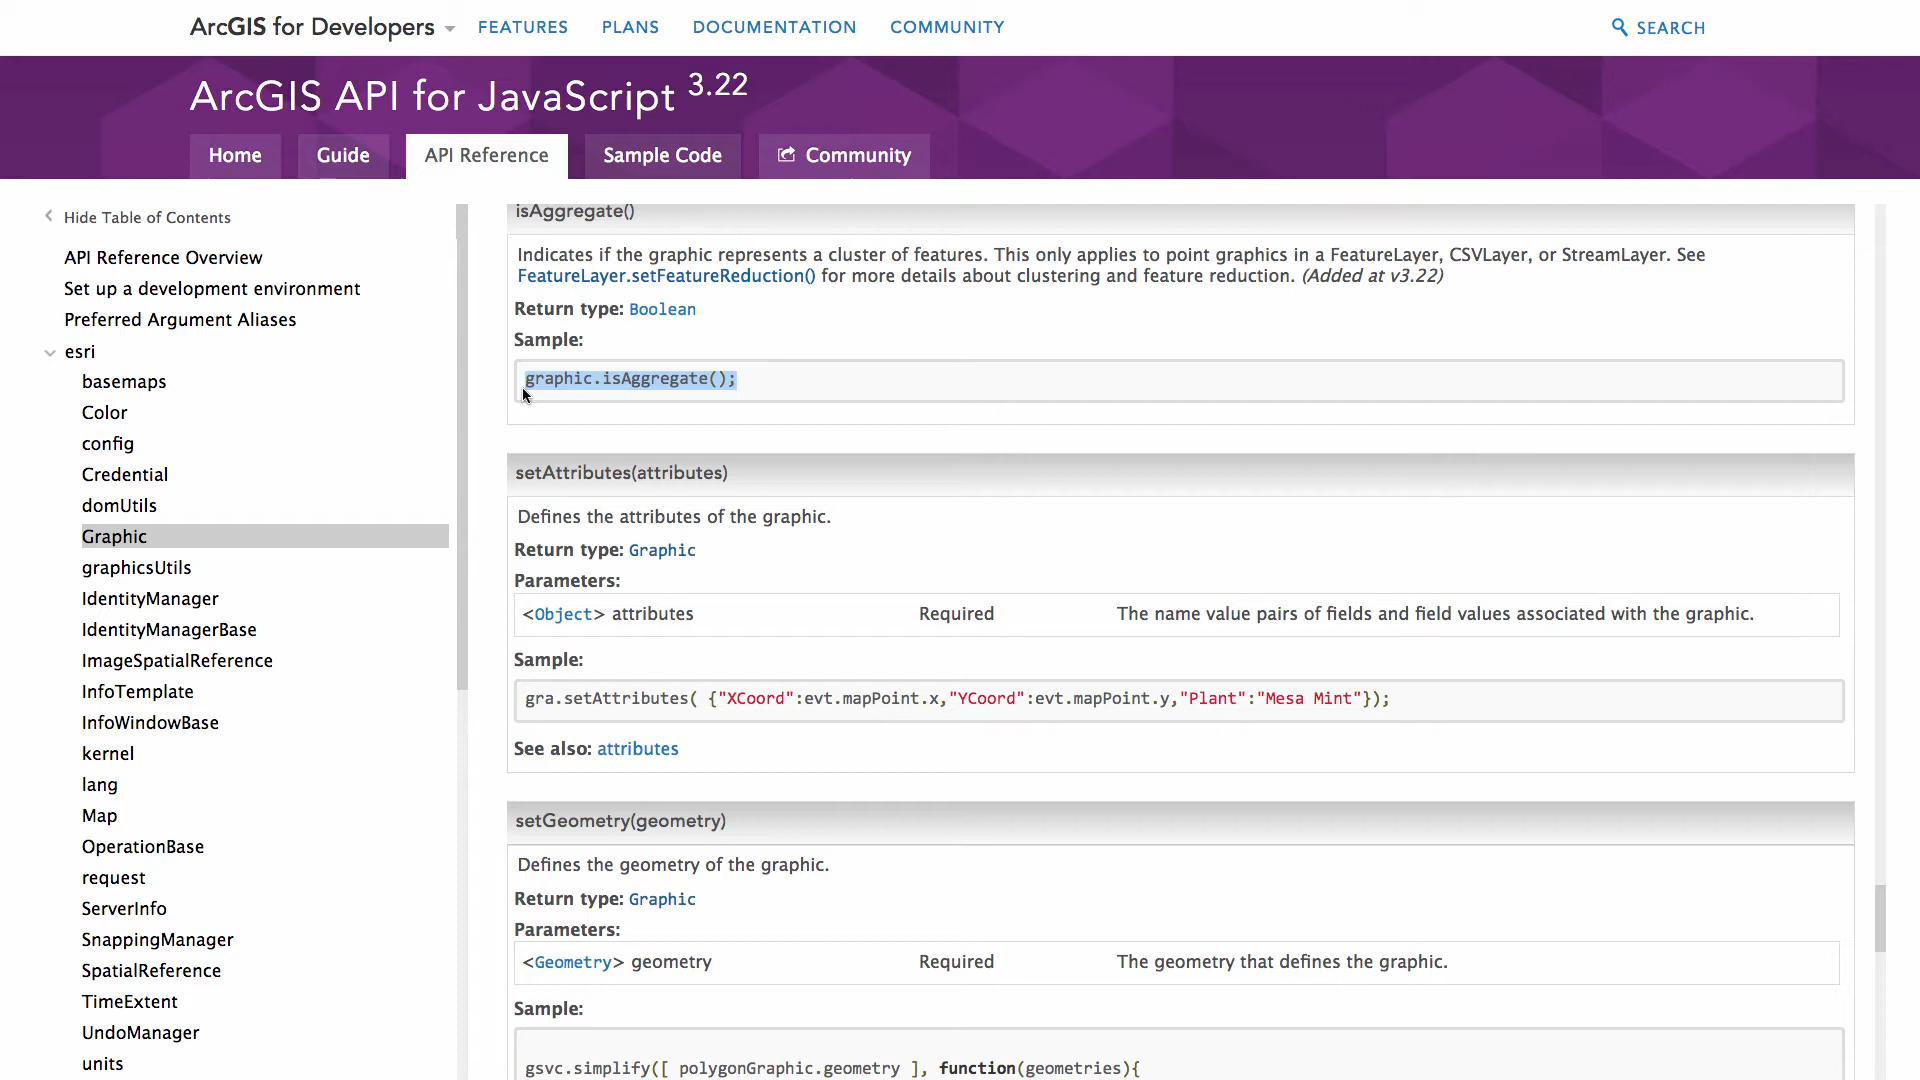 ArcGIS for Developers FEATURES PLANS DOCUMENTATION COMMUNITY SEARCH
ArcGIS API for JavaScript 3.22
Home Guide API Reference Sample Code Community
Hide Table of Contents
API Reference Overview
Set up a development environment
Preferred Argument Aliases
esri
basemaps
Color
config
Credential
domUtils
Graphic
graphicsUtils
IdentityManager
IdentityManagerBase
ImageSpatialReference
InfoTemplate
InfoWindowBase
kernel
lang
Map
OperationBase
request
ServerInfo
SnappingManager
SpatialReference
TimeExtent
UndoManager
units
isAggregate()
Indicates if the graphic represents a cluster of features. This only applies to point graphics in a FeatureLayer, CSVLayer, or StreamLayer. See
FeatureLayer.setFeatureReduction() for more details about clustering and feature reduction. (Added at v3.22)
Return type: Boolean
Sample:
graphic.isAggregate();
setAttributes(attributes)
Defines the attributes of the graphic.
Return type: Graphic
Parameters:
<Object> attributes Required The name value pairs of fields and field values associated with the graphic.
Sample:
gra.setAttributes( {"XCoord":evt.mapPoint.x,"YCoord":evt.mapPoint.y,"Plant":"Mesa Mint"});
See also: attributes
setGeometry(geometry)
Defines the geometry of the graphic.
Return type: Graphic
Parameters:
<Geometry> geometry Required The geometry that defines the graphic.
Sample:
gsvc.simplify([ polygonGraphic.geometry ], function(geometries){